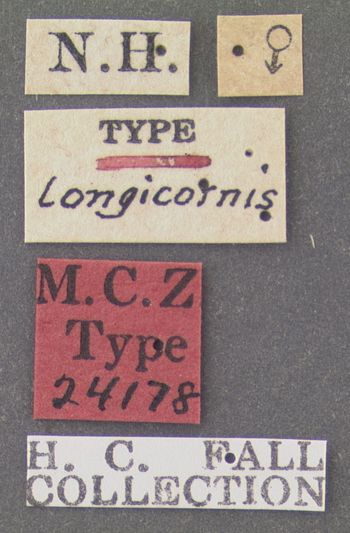 N.H.
♂
TYPE
longicornis
M.C.Z
Type
24178
H. C. FALL
COLLECTION